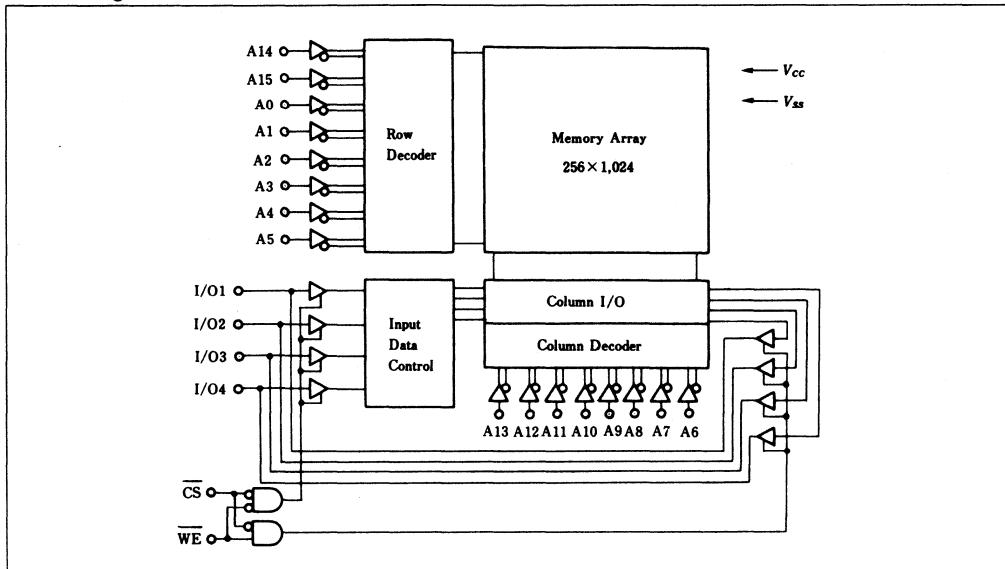 A14
A15
A0
A1
A2
A3
A4
A5
Row
Decoder
Memory Array
256×1,024
Vcc
Vss
I/O1
I/O2
I/O3
I/O4
Input
Data
Control
Column I/O
Column Decoder
A13 A12 A11 A10 A9 A8 A7 A6
CS
WE